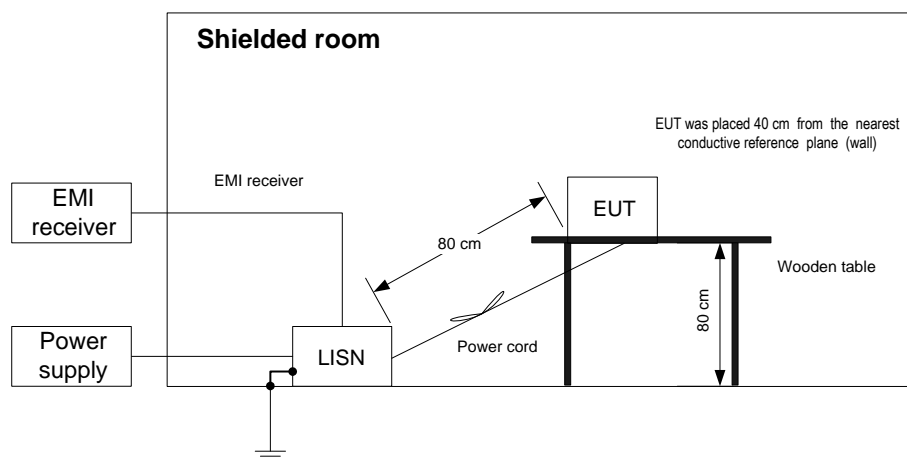 Shielded room
EUT was placed 40 cm from the nearest
conductive reference plane (wall)
EMI receiver
EMI
receiver
EUT
80 cm
Wooden table
80 cm
Power cord
Power
supply
LISN